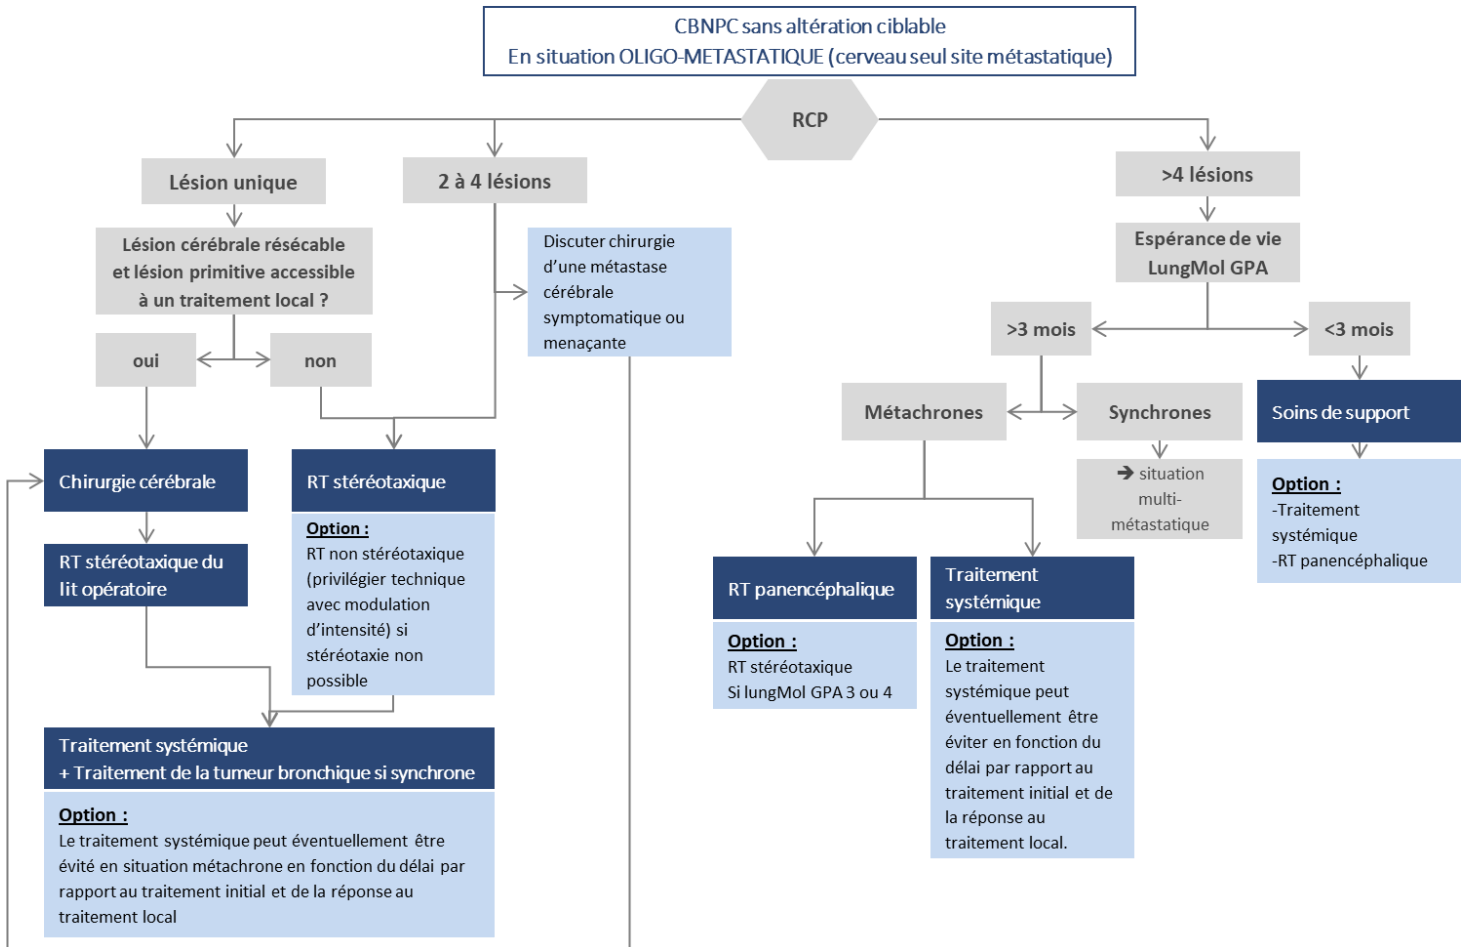 CBNPC sans altération ciblable
En situation OLIGO-METASTATIQUE (cerveau seul site métastatique)
RCP
Lésion unique
2 à 4 lésions
>4 lésions
Lésion cérébrale résécable
et lésion primitive accessible
à un traitement local ?
Discuter chirurgie
d’une métastase
cérébrale
symptomatique ou
menaçante
Espérance de vie
LungMol GPA
oui
non
>3 mois
<3 mois
Métachrones
Synchrones
Soins de support
Chirurgie cérébrale
RT stéréotaxique
➔ situation
multi-
métastatique
Option :
-Traitement
systémique
-RT panencéphalique
RT stéréotaxique du
lit opératoire
Option :
RT non stéréotaxique
(privilégier technique
avec modulation
d’intensité) si
stéréotaxie non
possible
RT panencéphalique
Option :
RT stéréotaxique
Si lungMol GPA 3 ou 4
Traitement
systémique
Option :
Le traitement
systémique peut
éventuellement être
éviter en fonction du
délai par rapport au
traitement initial et de
la réponse au
traitement local.
Traitement systémique
+ Traitement de la tumeur bronchique si synchrone
Option :
Le traitement systémique peut éventuellement être
évité en situation métachrone en fonction du délai par
rapport au traitement initial et de la réponse au
traitement local